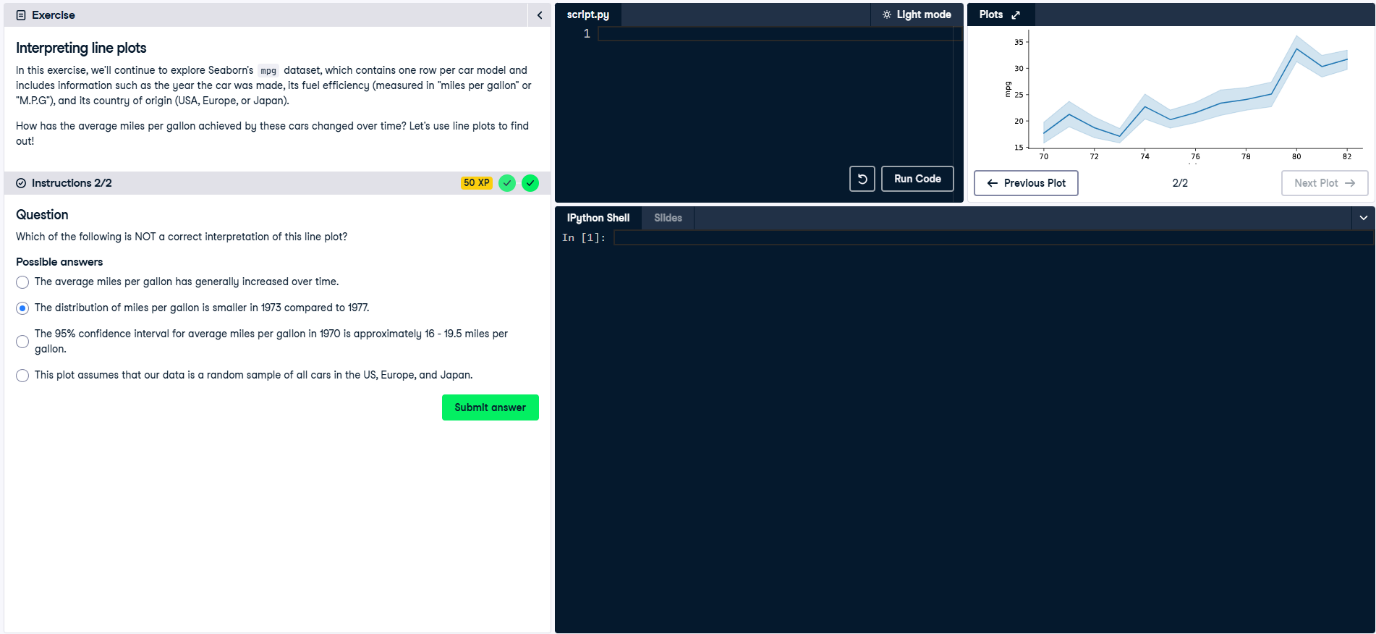 Exercise
Interpreting line plots
In this exercise, we'll continue to explore Seaborn's mpg dataset, which contains one row per car model and
includes information such as the year the car was made, its fuel efficiency (measured in "miles per gallon" or
"M.P.G"), and its country of origin (USA, Europe, or Japan).
How has the average miles per gallon achieved by these cars changed over time? Let's use line plots to find
out!
Instructions 2/2
50 XP
Question
Which of the following is NOT a correct interpretation of this line plot?
Possible answers
The average miles per gallon has generally increased over time.
The distribution of miles per gallon is smaller in 1973 compared to 1977.
The 95% confidence interval for average miles per gallon in 1970 is approximately 16 - 19.5 miles per
gallon.
This plot assumes that our data is a random sample of all cars in the US, Europe, and Japan.
Submit answer
script.py
Light mode
1
Run Code
Plots
35
30
25
20
15
mpg
70 72 74 76 78 80 82
Previous Plot
2/2
Next Plot
IPython Shell
Slides
In [1]: